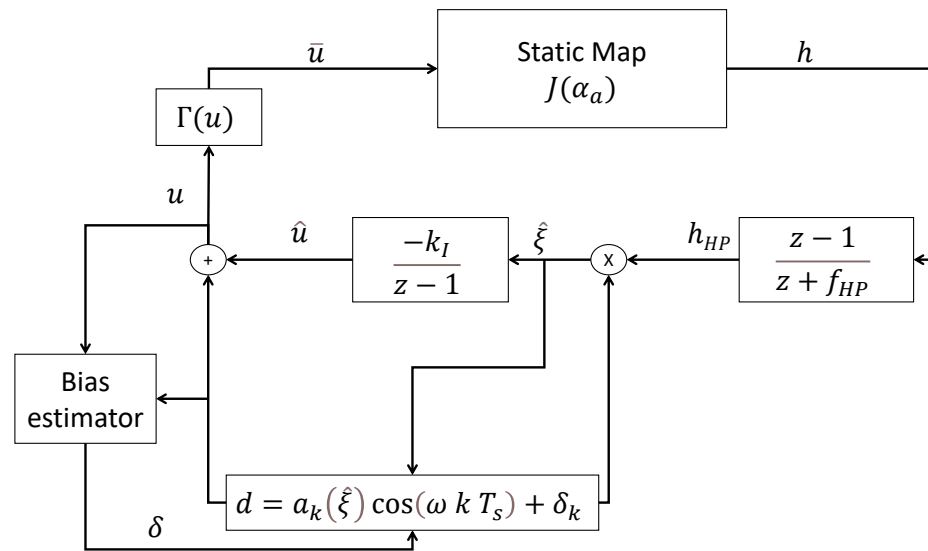 ū
Static Map
J(α_a)
h
Γ(u)
u
û
-k_I
z − 1
ξ̂
x
h_HP
z − 1
z + f_HP
+
Bias
estimator
d = a_k(ξ̂) cos(ω k T_s) + δ_k
δ